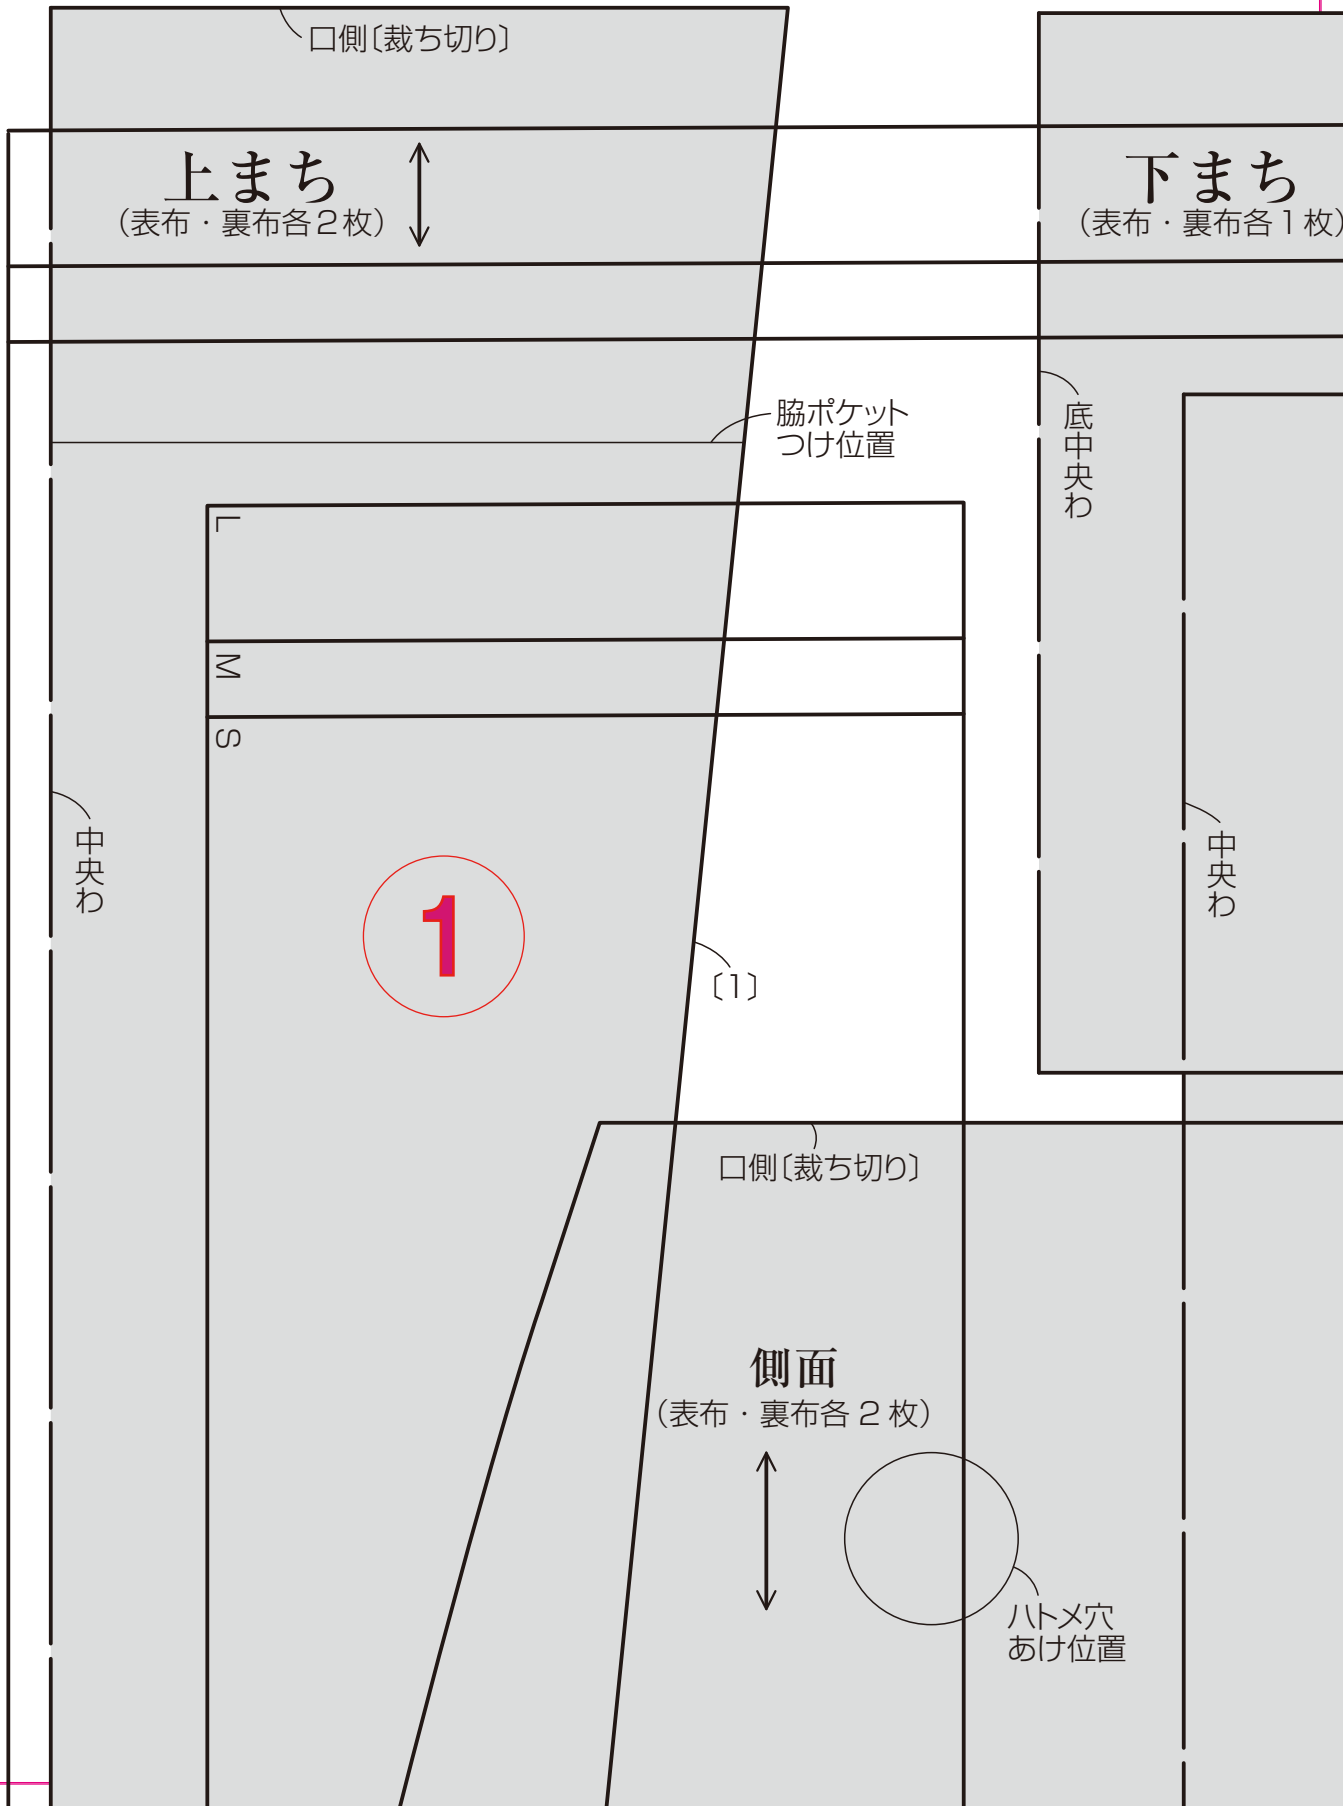 口側〔裁ち切り〕
上まち
（表布・裏布各２枚）
下まち
（表布・裏布各１枚）
脇ポケット
つけ位置
底中央わ
L
M
S
中央わ
中央わ
1
〔１〕
口側〔裁ち切り〕
側面
（表布・裏布各 ２ 枚）
ハトメ穴
あけ位置